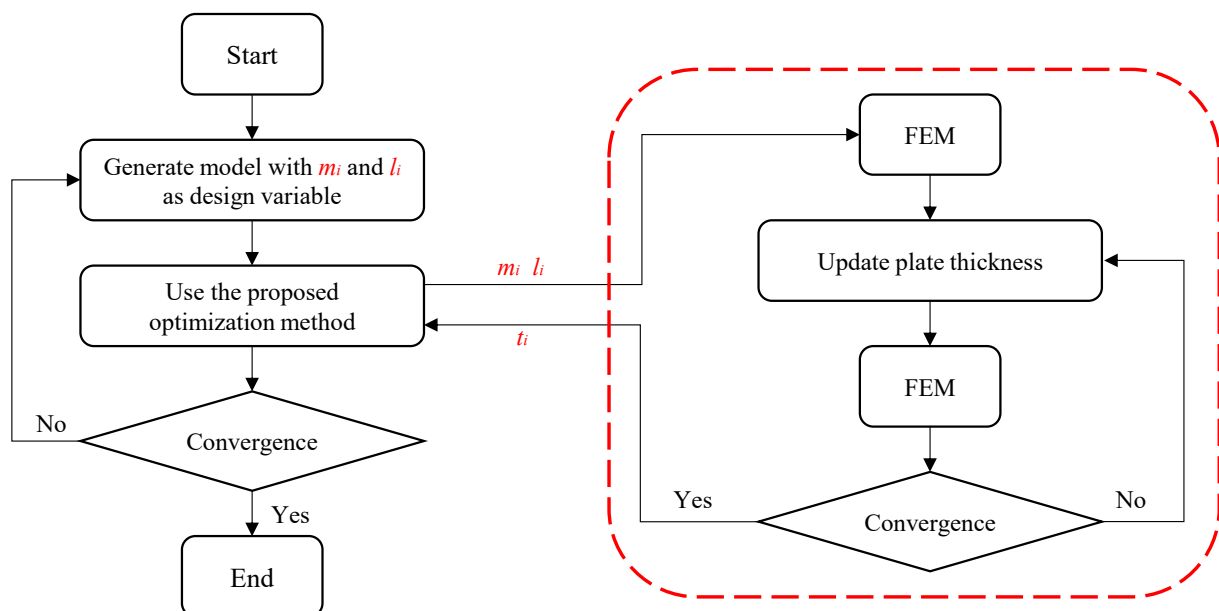 Start
Generate model with mi and li
as design variable
Use the proposed
optimization method
mi li
ti
Convergence
No
Yes
End
FEM
Update plate thickness
FEM
Convergence
Yes
No